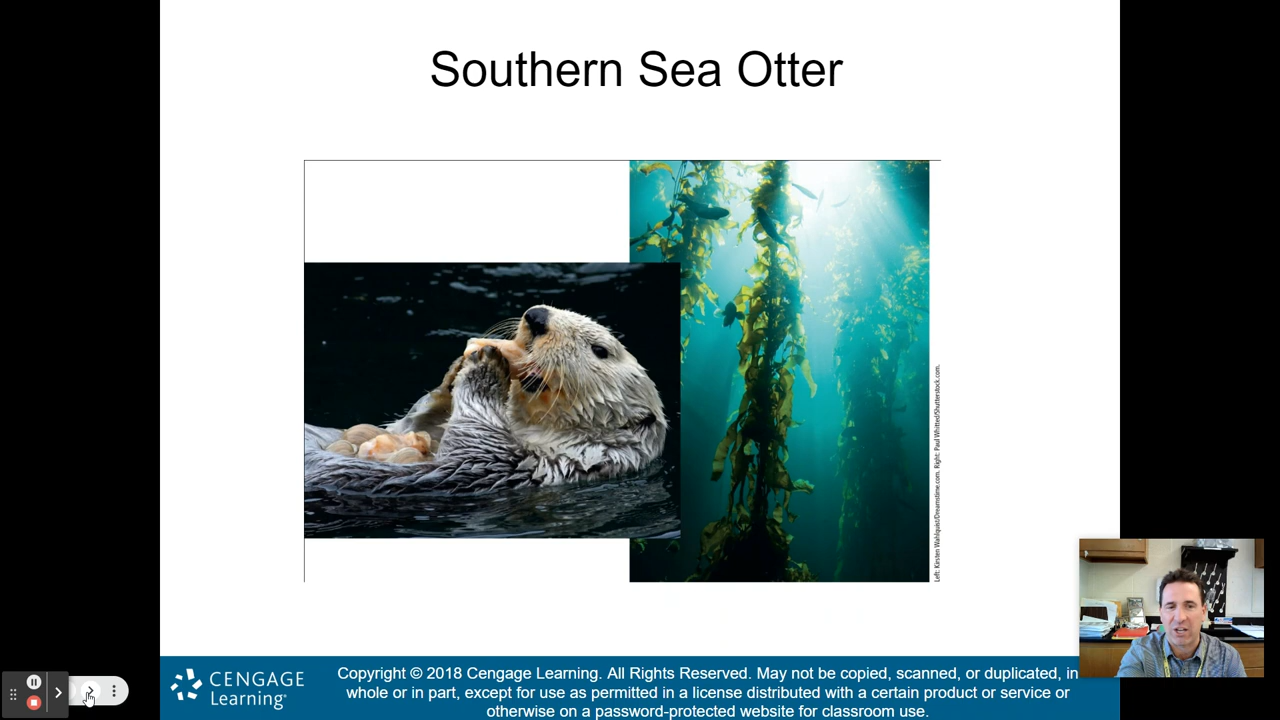 Southern Sea Otter
Left: Kirsten Wahlquist/Dreamstime.com. Right: Paul Whitted/Shutterstock.com.
CENGAGE
Learning
Copyright © 2018 Cengage Learning. All Rights Reserved. May not be copied, scanned, or duplicated, in
whole or in part, except for use as permitted in a license distributed with a certain product or service or
otherwise on a password-protected website for classroom use.